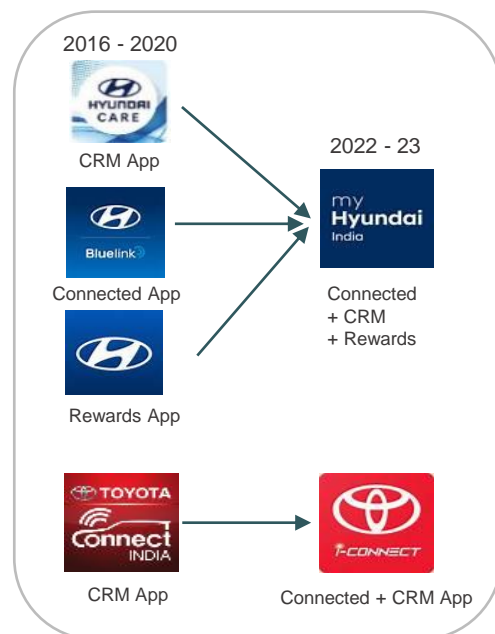 2016 - 2020
HYUNDAI
CARE
CRM App
2022 - 23
my
Hyundai
India
Bluelink
Connected App
Connected
+ CRM
+ Rewards
Rewards App
TOYOTA
Connect
INDIA
i-CONNECT
CRM App
Connected + CRM App